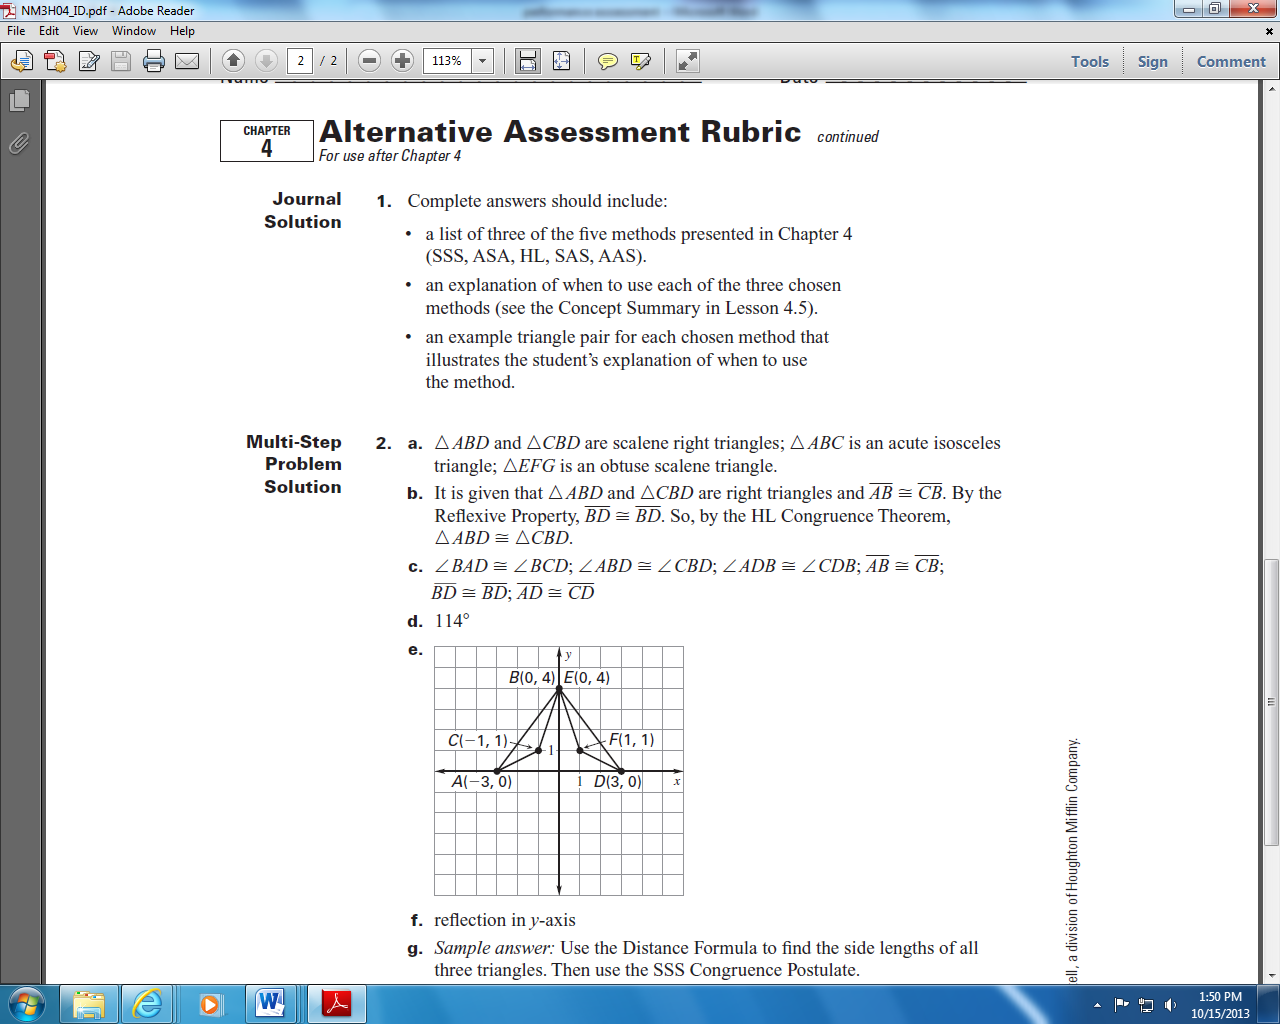 NM3H04_ID.pdf - Adobe Reader
File Edit View Window Help
2 / 2 113% Tools Sign Comment
Name Date
CHAPTER
4
Alternative Assessment Rubric continued
For use after Chapter 4
Journal
Solution
1. Complete answers should include:
• a list of three of the five methods presented in Chapter 4
(SSS, ASA, HL, SAS, AAS).
• an explanation of when to use each of the three chosen
methods (see the Concept Summary in Lesson 4.5).
• an example triangle pair for each chosen method that
illustrates the student's explanation of when to use
the method.
Multi-Step
Problem
Solution
2. a. △ABD and △CBD are scalene right triangles; △ABC is an acute isosceles
triangle; △EFG is an obtuse scalene triangle.
b. It is given that △ABD and △CBD are right triangles and A̅B̅ ≅ C̅B̅. By the
Reflexive Property, B̅D̅ ≅ B̅D̅. So, by the HL Congruence Theorem,
△ABD ≅ △CBD.
c. ∠BAD ≅ ∠BCD; ∠ABD ≅ ∠CBD; ∠ADB ≅ ∠CDB; A̅B̅ ≅ C̅B̅;
B̅D̅ ≅ B̅D̅; A̅D̅ ≅ C̅D̅
d. 114°
e.
y
B(0, 4) E(0, 4)
C(−1, 1) 1 F(1, 1)
A(−3, 0) 1 D(3, 0) x
f. reflection in y-axis
g. Sample answer: Use the Distance Formula to find the side lengths of all
three triangles. Then use the SSS Congruence Postulate.
ell, a division of Houghton Mifflin Company.
1:50 PM
10/15/2013